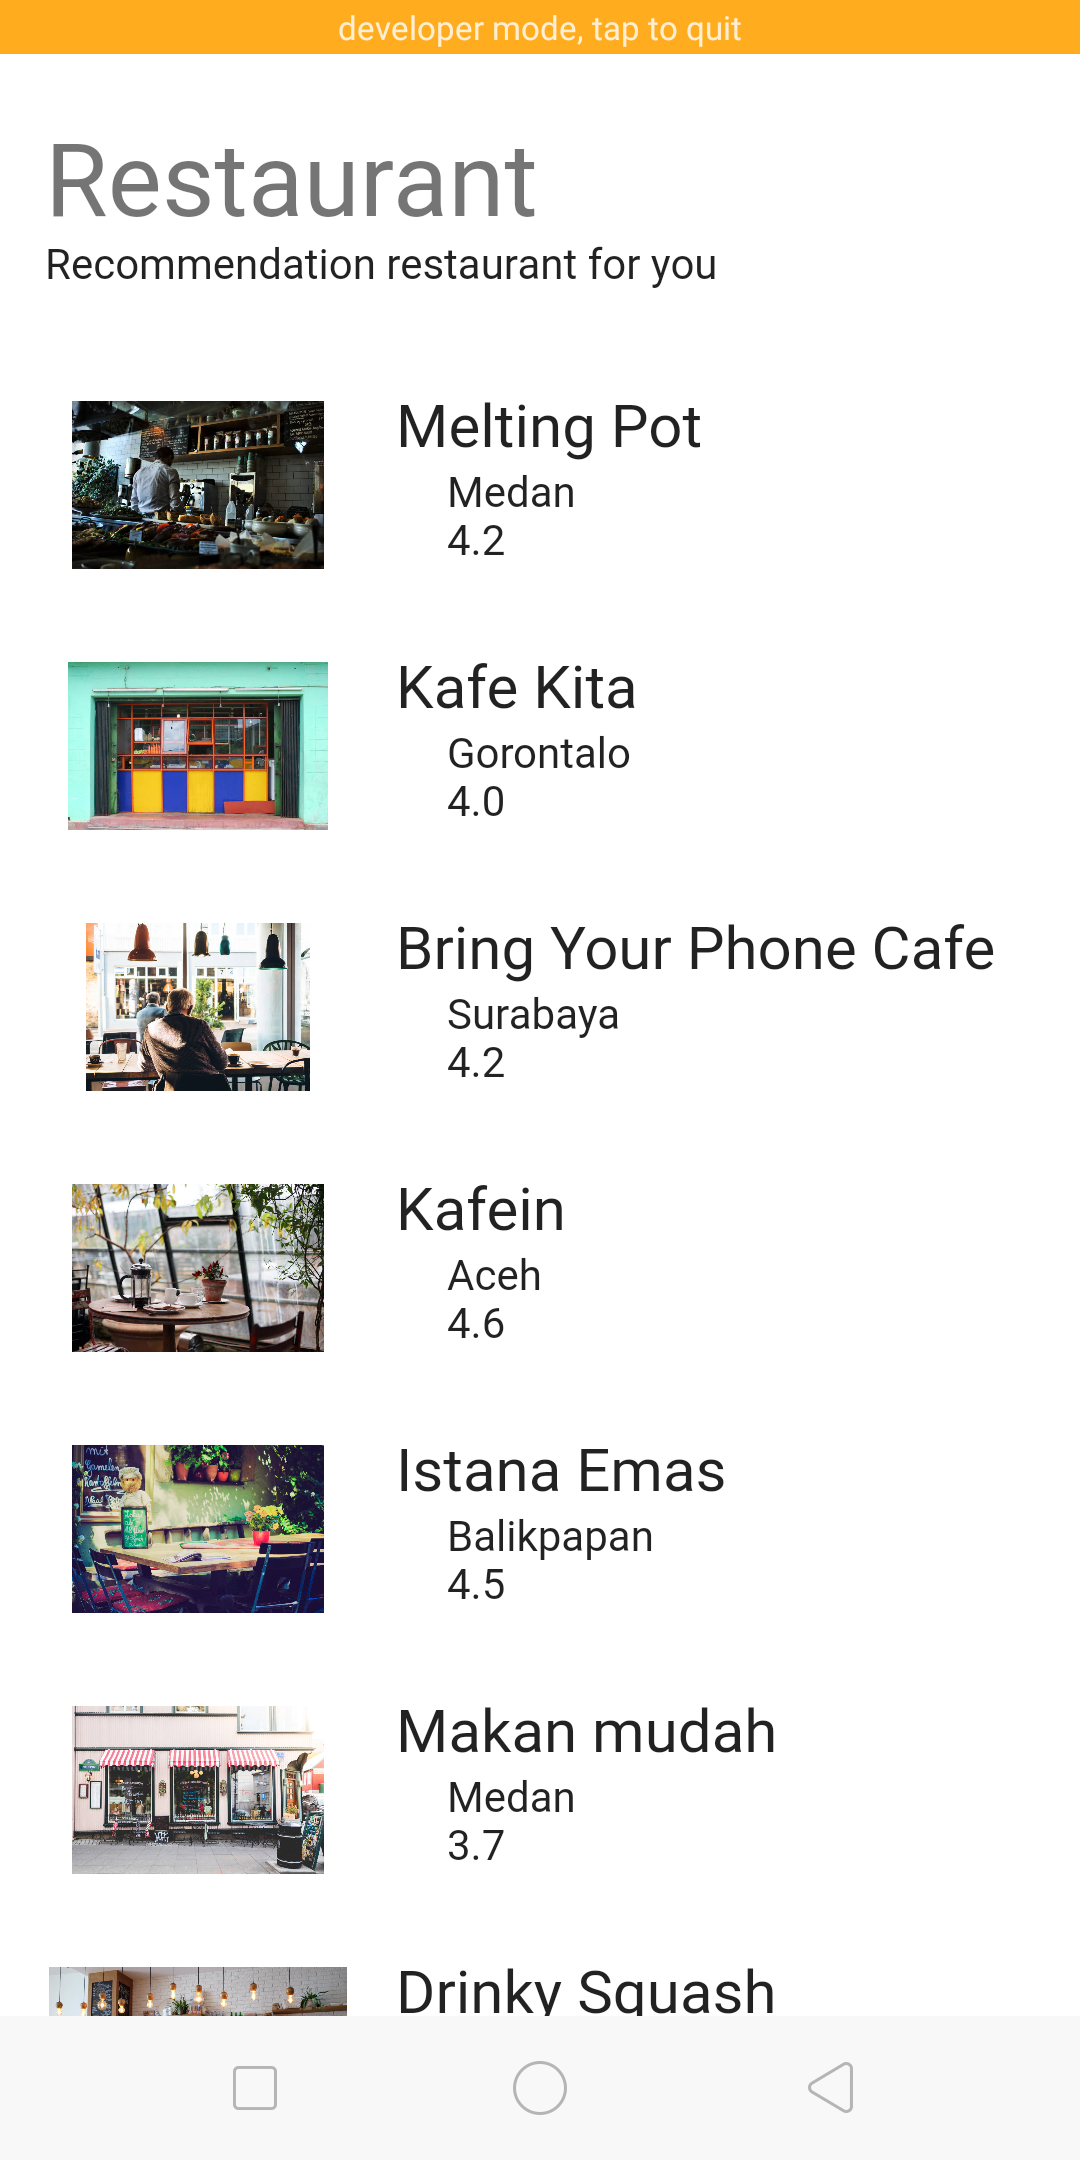 developer mode, tap to quit
Restaurant
Recommendation restaurant for you
Melting Pot
Medan
4.2
Kafe Kita
Gorontalo
4.0
Bring Your Phone Cafe
Surabaya
4.2
Kafein
Aceh
4.6
Istana Emas
Balikpapan
4.5
Makan mudah
Medan
3.7
Drinky Squash